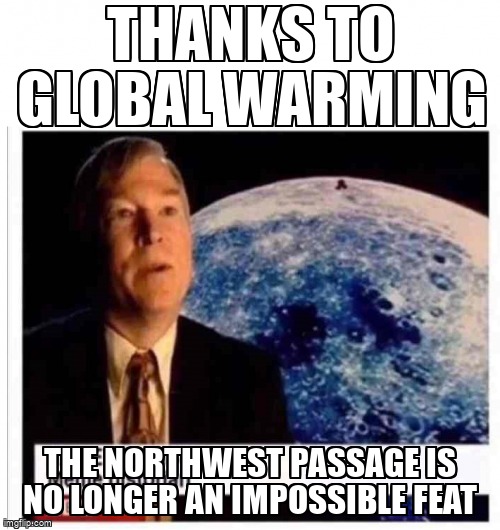 THANKS TO
GLOBAL WARMING
THE NORTHWEST PASSAGE IS
NO LONGER AN IMPOSSIBLE FEAT
imgflip.com